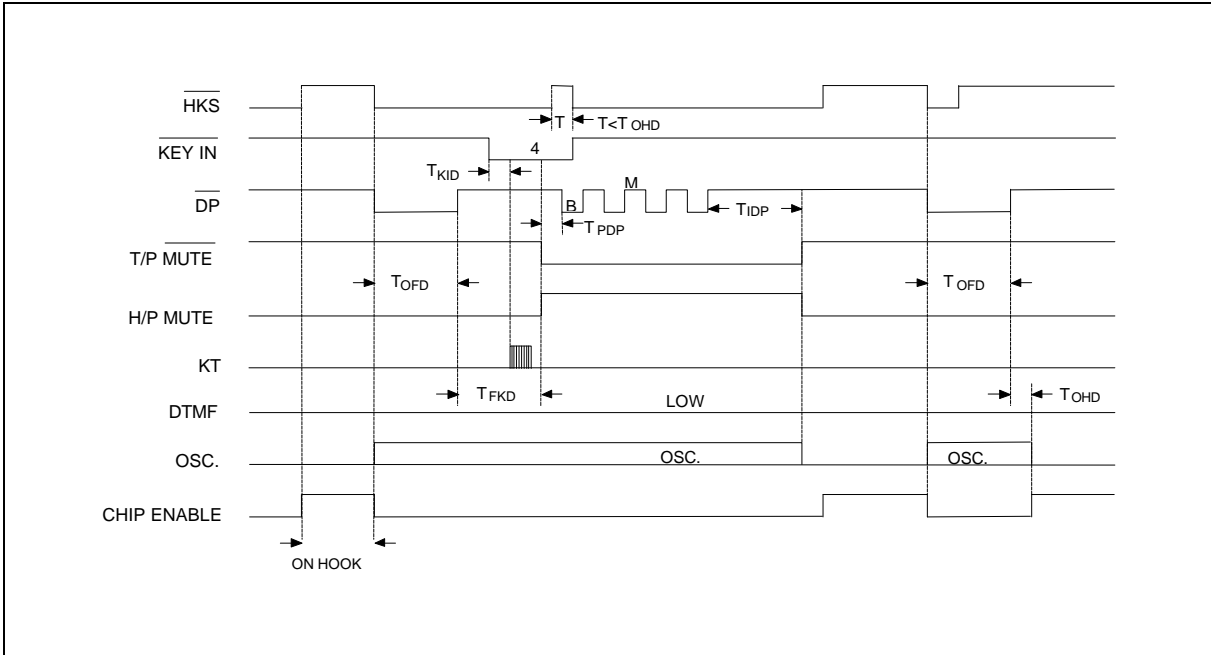 HKS
T T<T OHD
KEY IN 4
T KID
DP B M T IDP
T PDP
T/P MUTE
T OFD T OFD
H/P MUTE
KT
T FKD T OHD
DTMF LOW
OSC. OSC. OSC.
CHIP ENABLE
ON HOOK